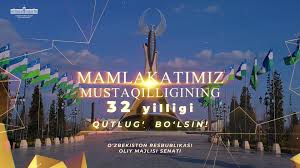 MAMLAKATIMIZ
MUSTAQILLIGINING
32 yilligi
QUTLUG' BO'LSIN!
O'ZBEKISTON RESPUBLIKASI
OLIY MAJLISI SENATI